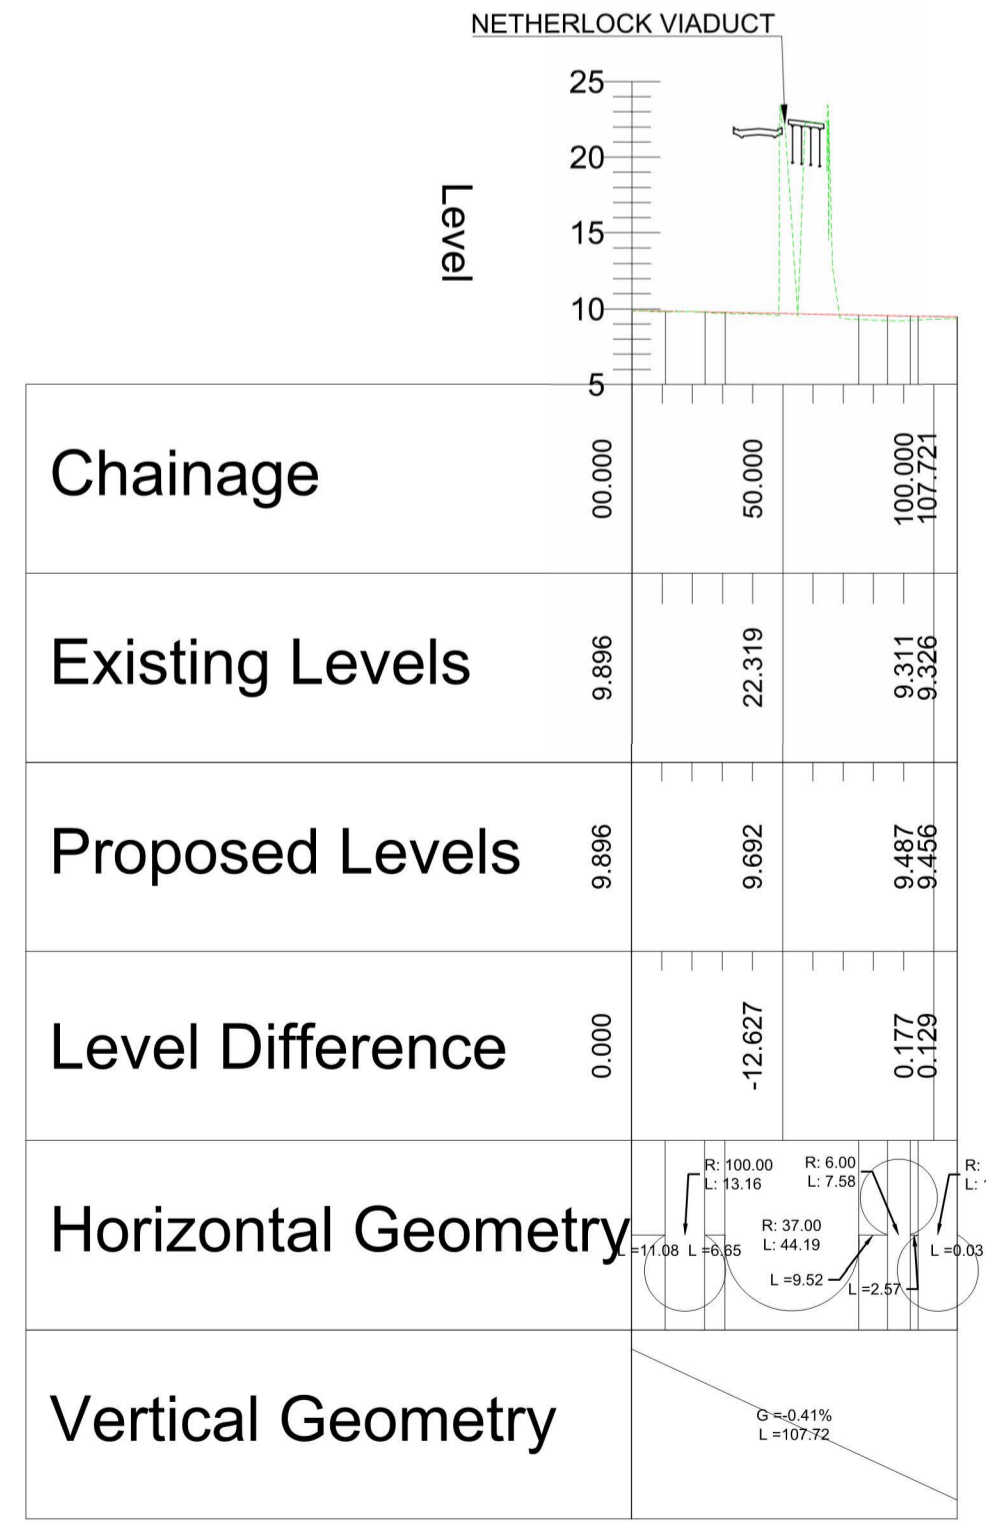 NETHERLOCK VIADUCT
25
20
15
10
5
Level
Chainage
00.000
50.000
100.000
107.721
Existing Levels
9.896
22.319
9.311
9.326
Proposed Levels
9.896
9.692
9.487
9.456
Level Difference
0.000
-12.627
0.177
0.129
Horizontal Geometry
R: 100.00
L: 13.16
R: 6.00
L: 7.58
R:
L:
R: 37.00
L: 44.19
L =11.08
L =6.65
L =0.03
L =9.52
L =2.57
Vertical Geometry
G =-0.41%
L =107.72